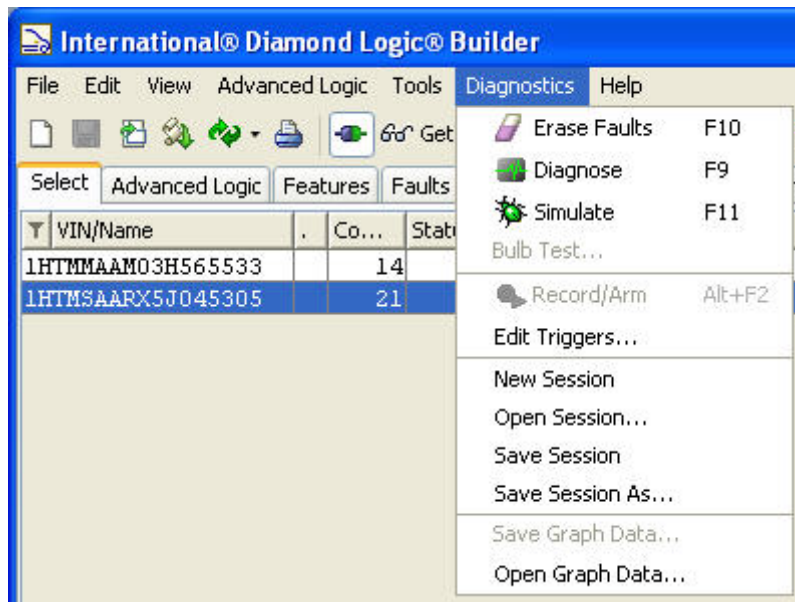 International® Diamond Logic® Builder
File Edit View Advanced Logic Tools Diagnostics Help
Get
Select Advanced Logic Features Faults
VIN/Name . Co...
1HTMMAAM03H565533 14
1HTMSAARX5J045305 21
Erase Faults F10
Diagnose F9
Simulate F11
Bulb Test...
Record/Arm Alt+F2
Edit Triggers...
New Session
Open Session...
Save Session
Save Session As...
Save Graph Data...
Open Graph Data...